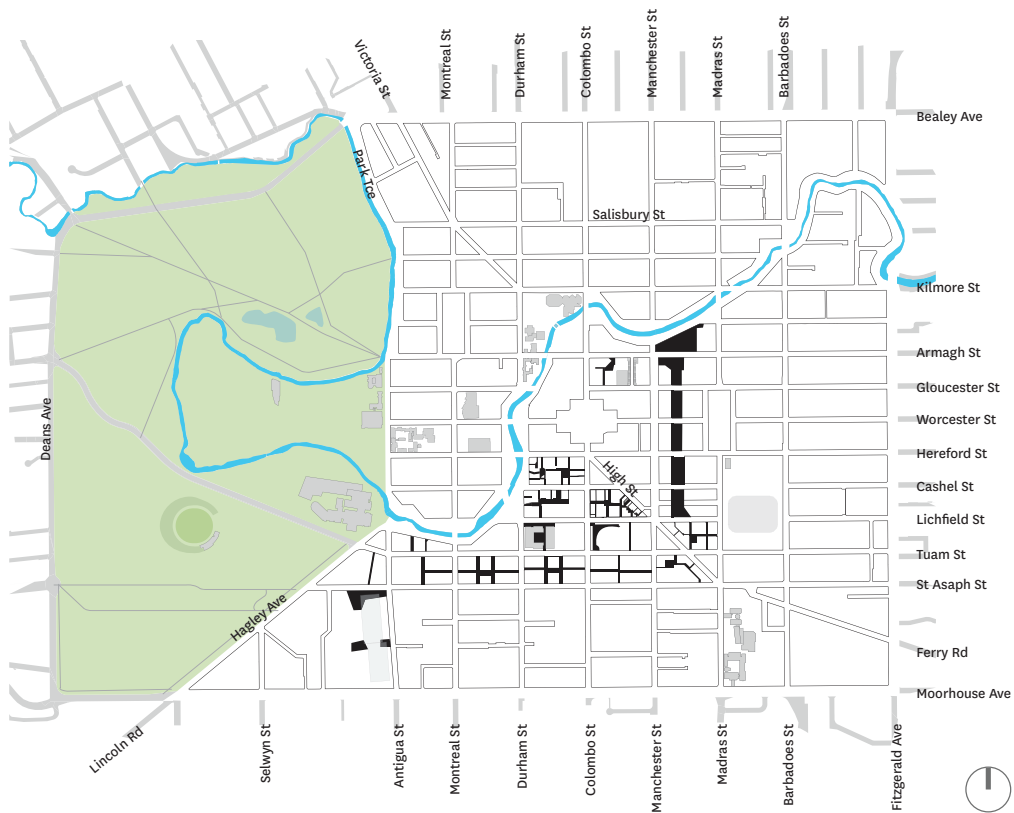 Victoria St
Montreal St
Durham St
Colombo St
Manchester St
Madras St
Barbadoes St
Bealey Ave
Park Tce
Salisbury St
Kilmore St
Armagh St
Gloucester St
Worcester St
Deans Ave
Hereford St
High St
Cashel St
Lichfield St
Tuam St
St Asaph St
Hagley Ave
Ferry Rd
Moorhouse Ave
Lincoln Rd
Selwyn St
Antigua St
Montreal St
Durham St
Colombo St
Manchester St
Madras St
Barbadoes St
Fitzgerald Ave